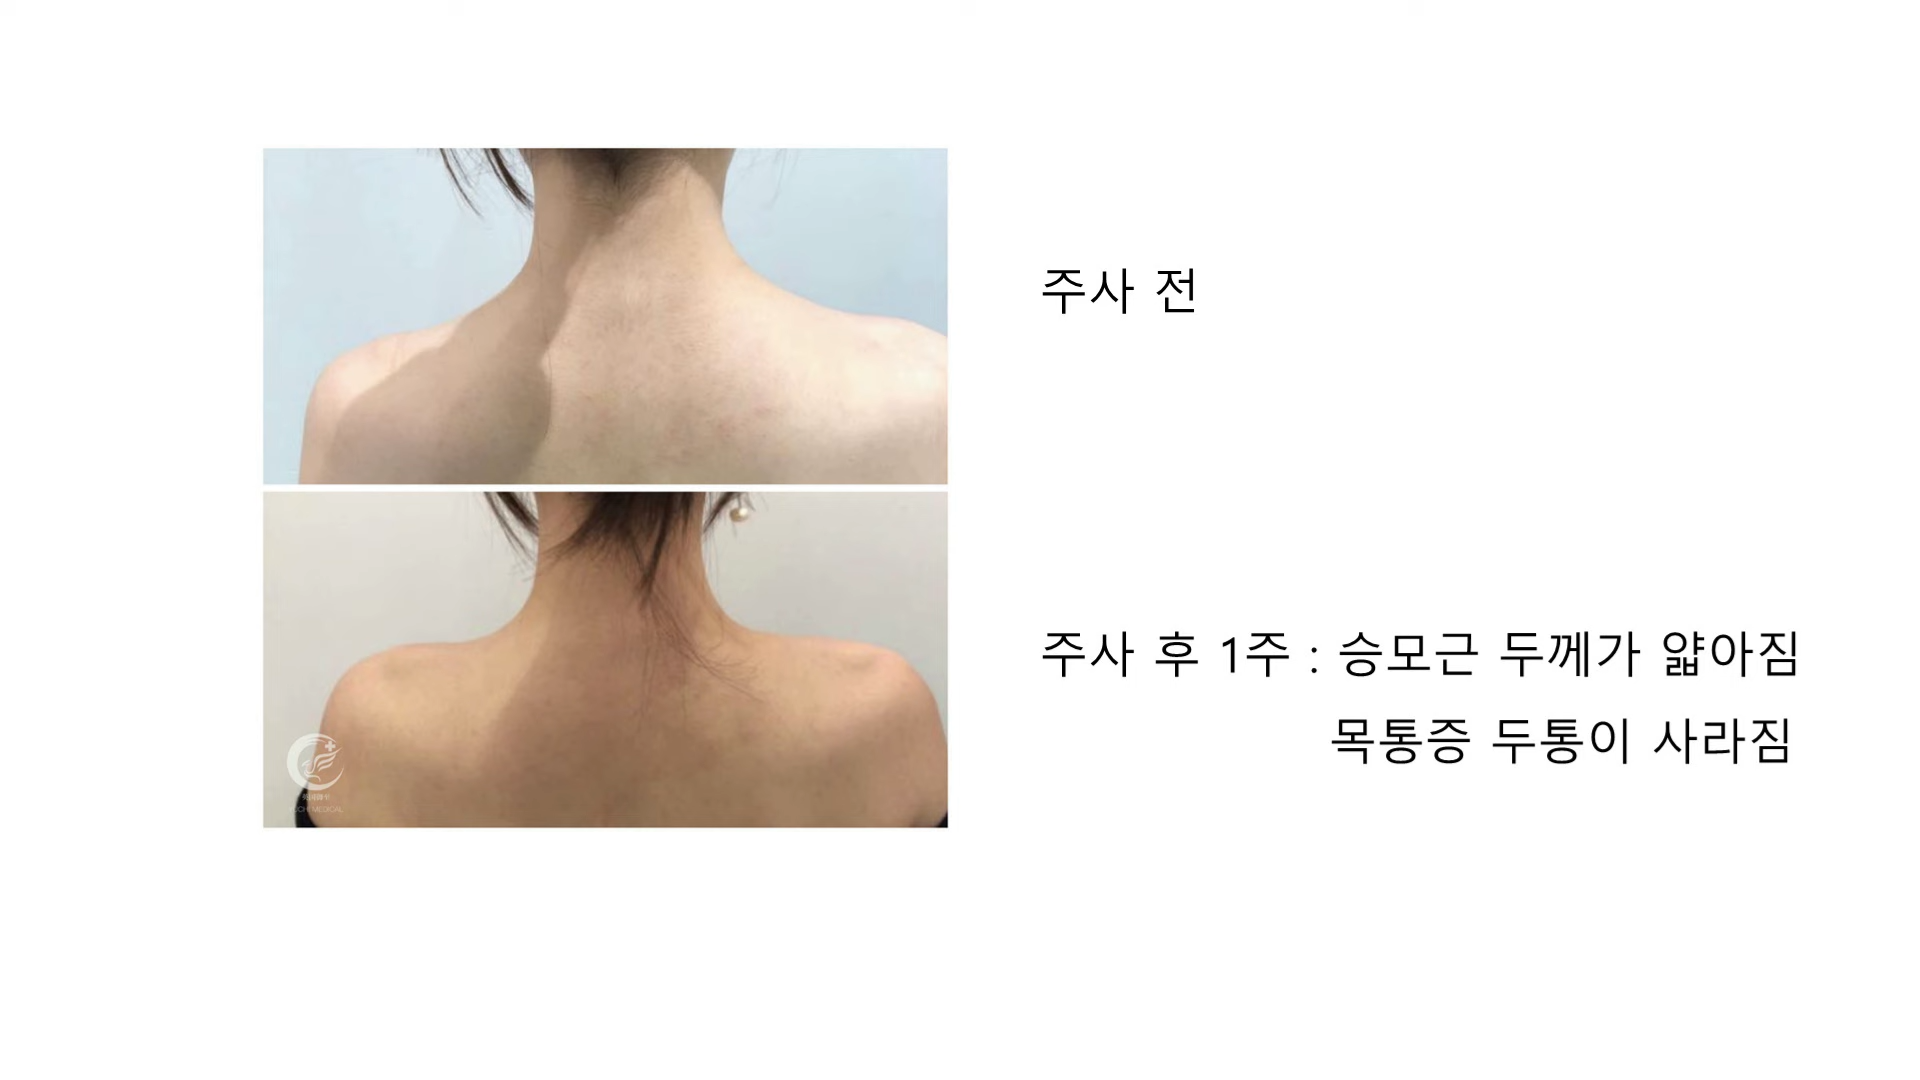 주사 전
주사 후 1주 : 승모근 두께가 얇아짐
목통증 두통이 사라짐